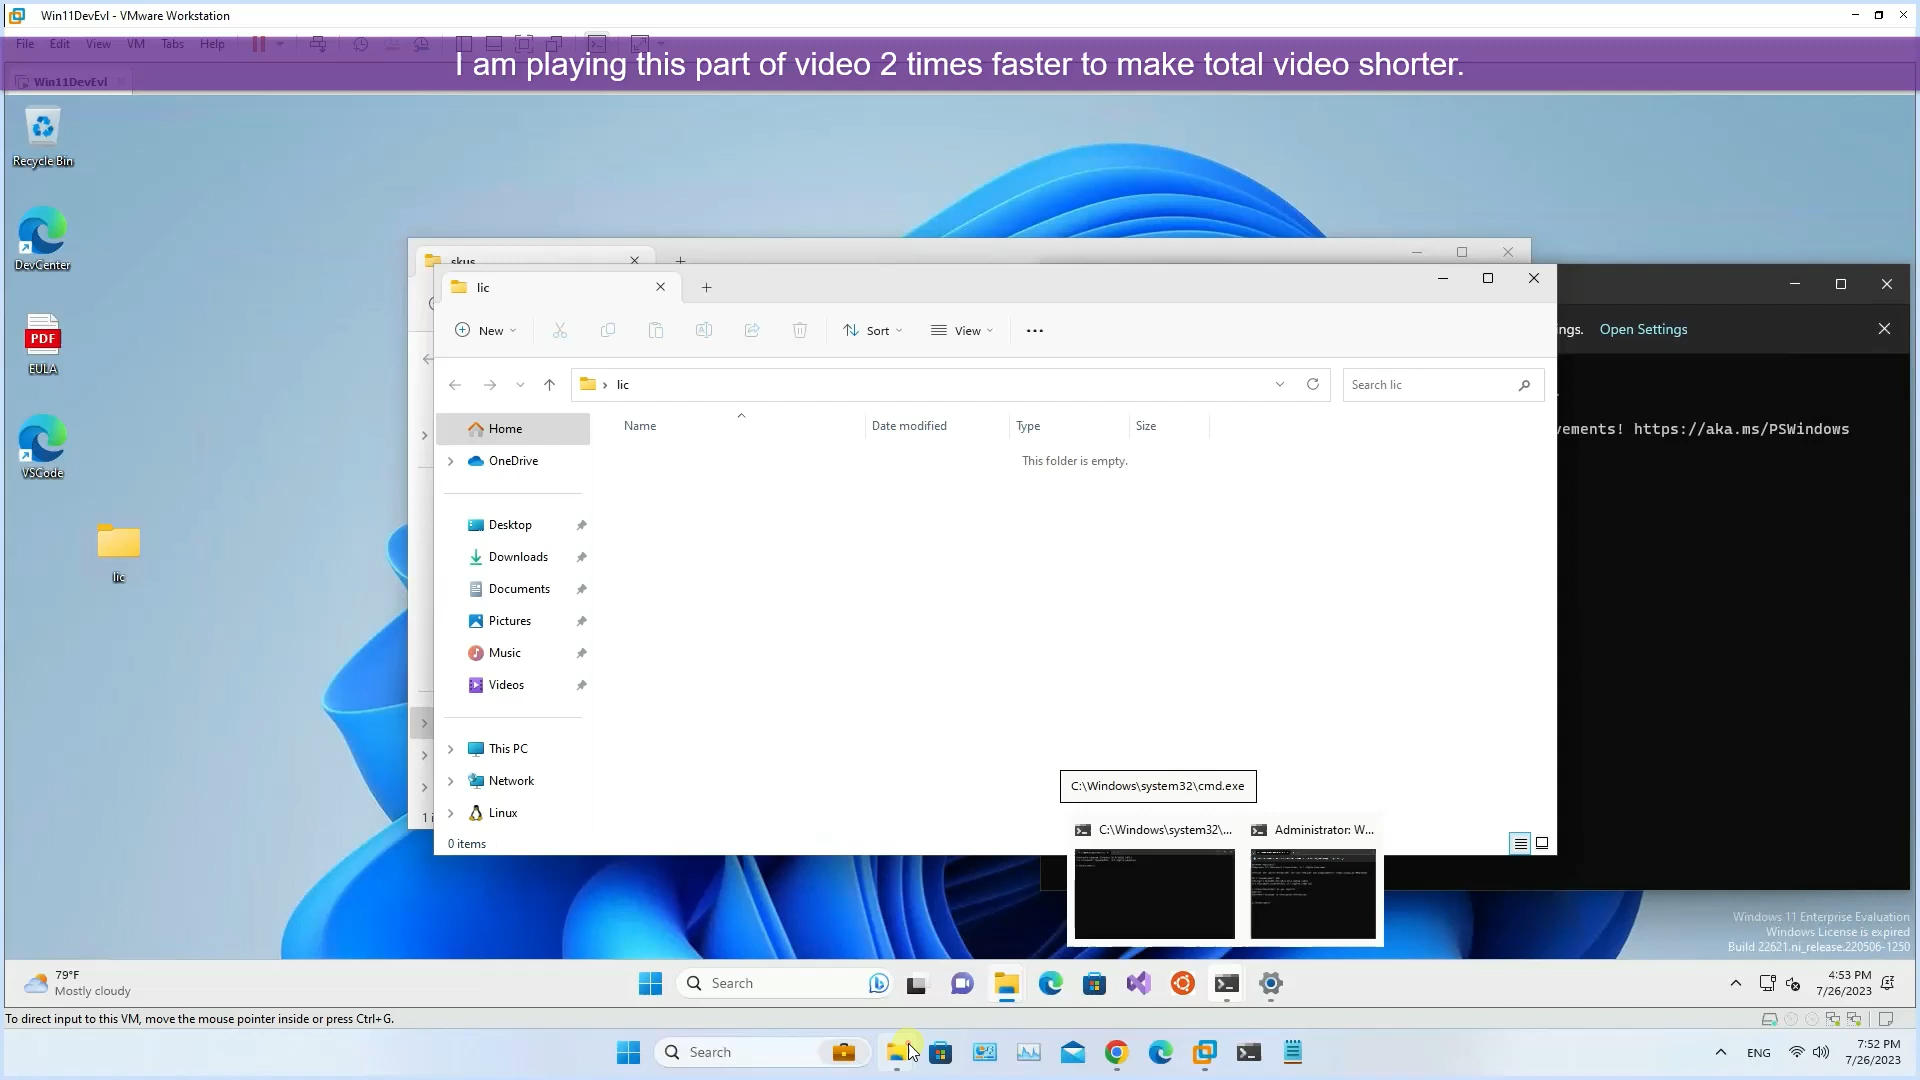 Win11DevEvl - VMware Workstation
File Edit View VM Tabs Help
I am playing this part of video 2 times faster to make total video shorter.
Win11DevEvl
Recycle Bin
DevCenter
PDF
EULA
VSCode
lic
skus
lic
New
Sort
View
ings. Open Settings
lic
Search lic
Name
Date modified
Type
Size
This folder is empty.
vements! https://aka.ms/PSWindows
Home
OneDrive
Desktop
Downloads
Documents
Pictures
Music
Videos
This PC
Network
Linux
0 items
1 i
C:\Windows\system32\cmd.exe
C:\Windows\system32\...
Administrator: W...
Windows 11 Enterprise Evaluation
Windows License is expired
Build 22621.ni_release.220506-1250
79°F
Mostly cloudy
Search
4:53 PM
7/26/2023
To direct input to this VM, move the mouse pointer inside or press Ctrl+G.
Search
ENG
7:52 PM
7/26/2023